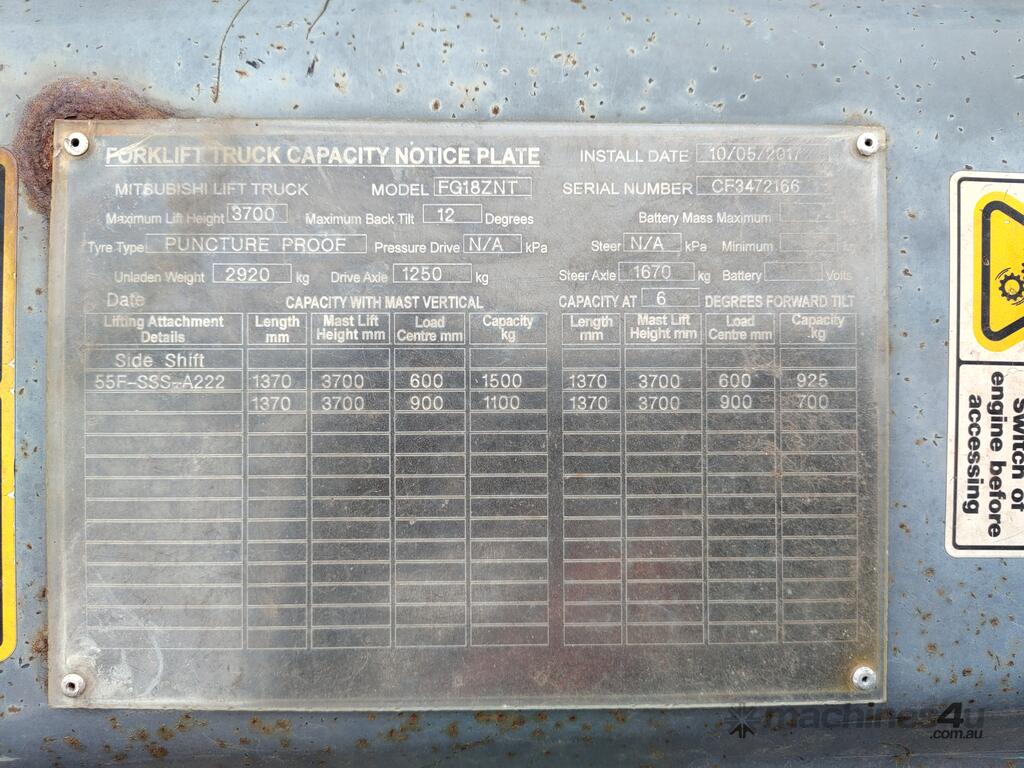 FORKLIFT TRUCK CAPACITY NOTICE PLATE INSTALL DATE 10/05/2017
MITSUBISHI LIFT TRUCK MODEL FG18ZNT SERIAL NUMBER CF3472166
Maximum Lift Height 3700 Maximum Back Tilt 12 Degrees Battery Mass Maximum
Tyre Type PUNCTURE PROOF Pressure Drive N/A kPa Steer N/A kPa Minimum
Unladen Weight 2920 kg Drive Axle 1250 kg Steer Axle 1670 kg Battery Volts
Date CAPACITY WITH MAST VERTICAL CAPACITY AT 6 DEGREES FORWARD TILT
Lifting Attachment Details Length mm Mast Lift Height mm Load Centre mm Capacity kg Length mm Mast Lift Height mm Load Centre mm Capacity kg
Side Shift
55F-SSS-A222 1370 3700 600 1500 1370 3700 600 925
1370 3700 900 1100 1370 3700 900 700
Switch of
engine before
accessing
machines4u
.com.au